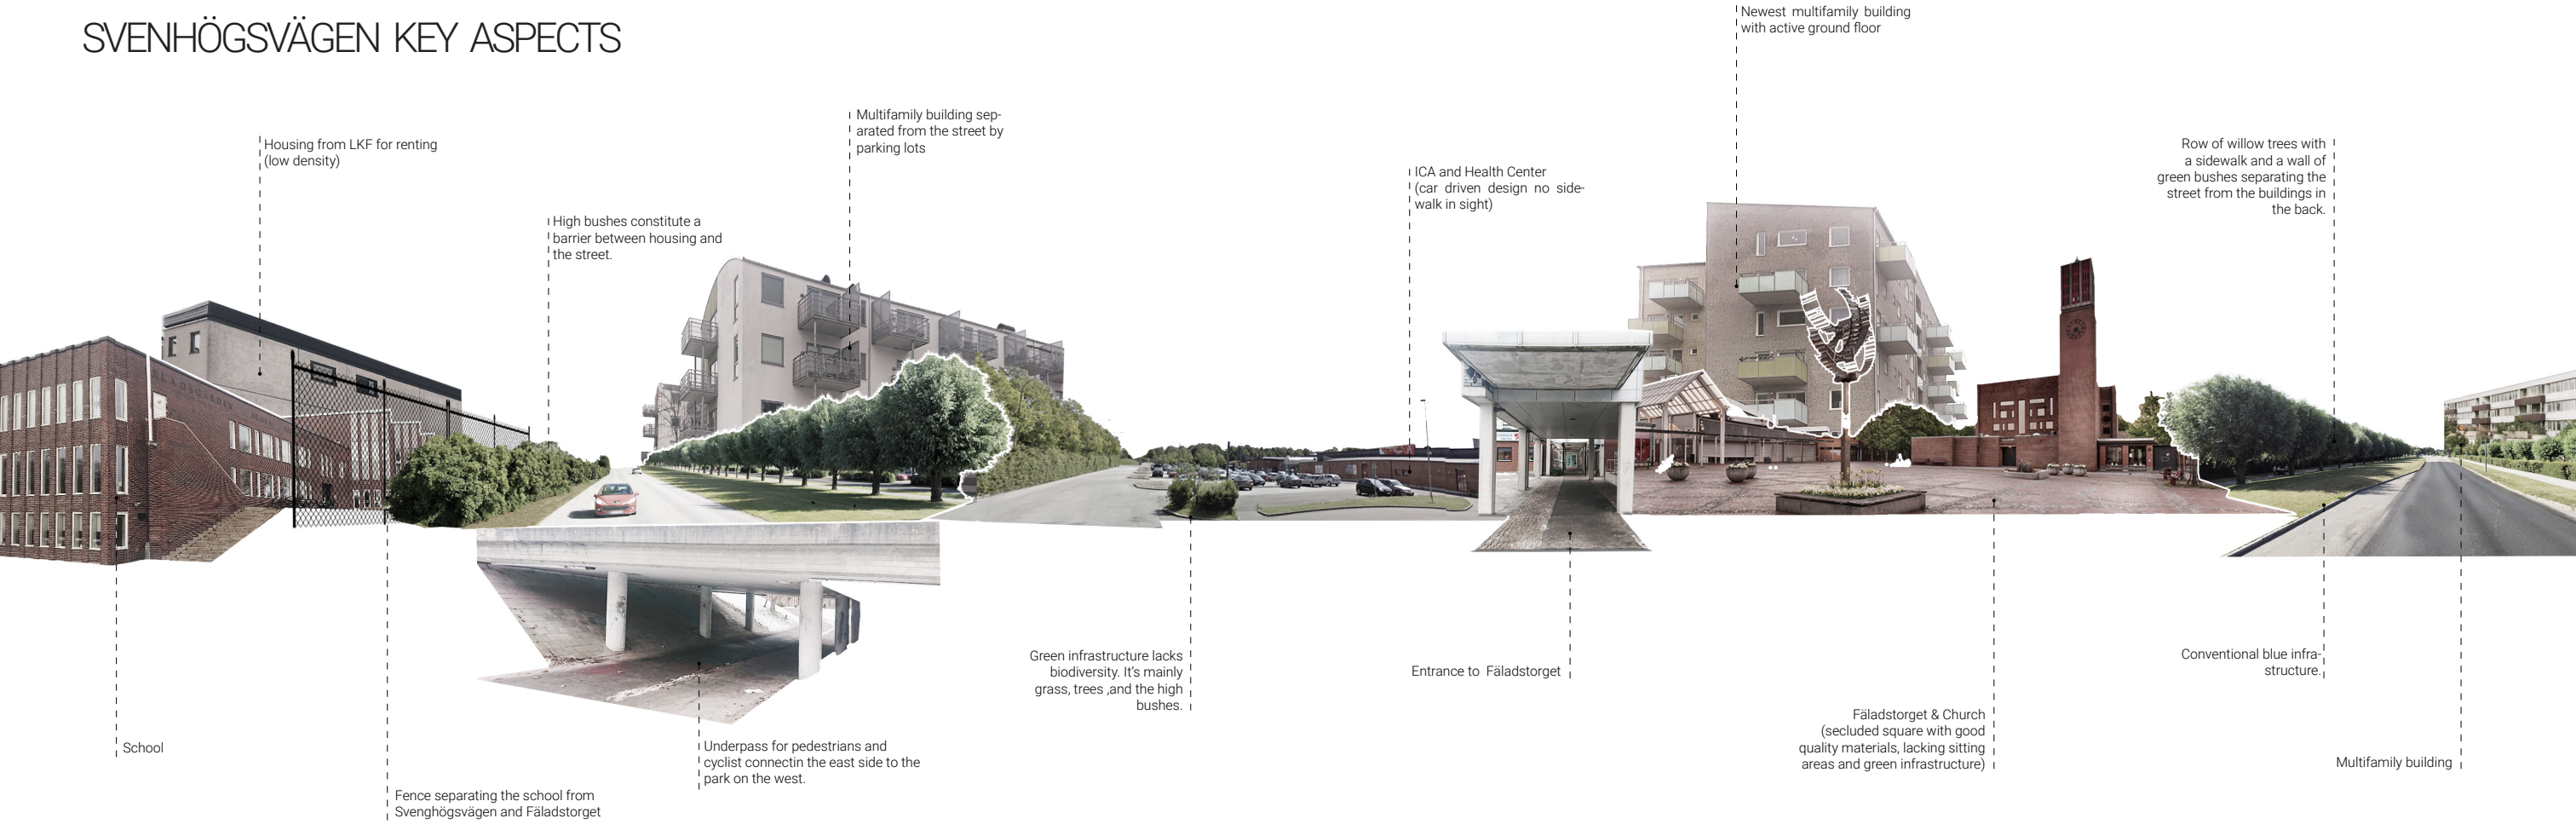 SVENHÖGSVÄGEN KEY ASPECTS
Newest multifamily building
with active ground floor
Multifamily building sep-
arated from the street by
parking lots
Housing from LKF for renting
(low density)
Row of willow trees with
a sidewalk and a wall of
green bushes separating the
street from the buildings in
the back.
ICA and Health Center
(car driven design no side-
walk in sight)
High bushes constitute a
barrier between housing and
the street.
Green infrastructure lacks
biodiversity. It's mainly
grass, trees ,and the high
bushes.
Entrance to Fäladstorget
Conventional blue infra-
structure.
Fäladstorget & Church
(secluded square with good
quality materials, lacking sitting
areas and green infrastructure)
School
Underpass for pedestrians and
cyclist connectin the east side to the
park on the west.
Multifamily building
Fence separating the school from
Svenghögsvägen and Fäladstorget